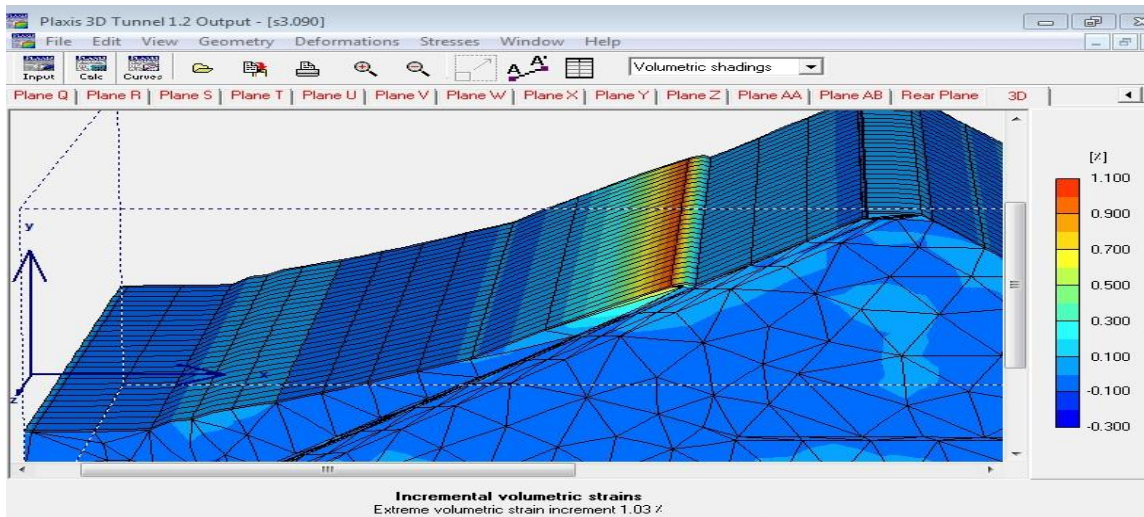 Plaxis 3D Tunnel 1.2 Output - [s3.090]
File Edit View Geometry Deformations Stresses Window Help
Input Calc Curves A A* Volumetric shadings
Plane Q Plane R Plane S Plane T Plane U Plane V Plane W Plane X Plane Y Plane Z Plane AA Plane AB Rear Plane 3D
[%]
1.100
0.900
0.700
0.500
0.300
0.100
-0.100
-0.300
y
x
z
Incremental volumetric strains
Extreme volumetric strain increment 1.03 %